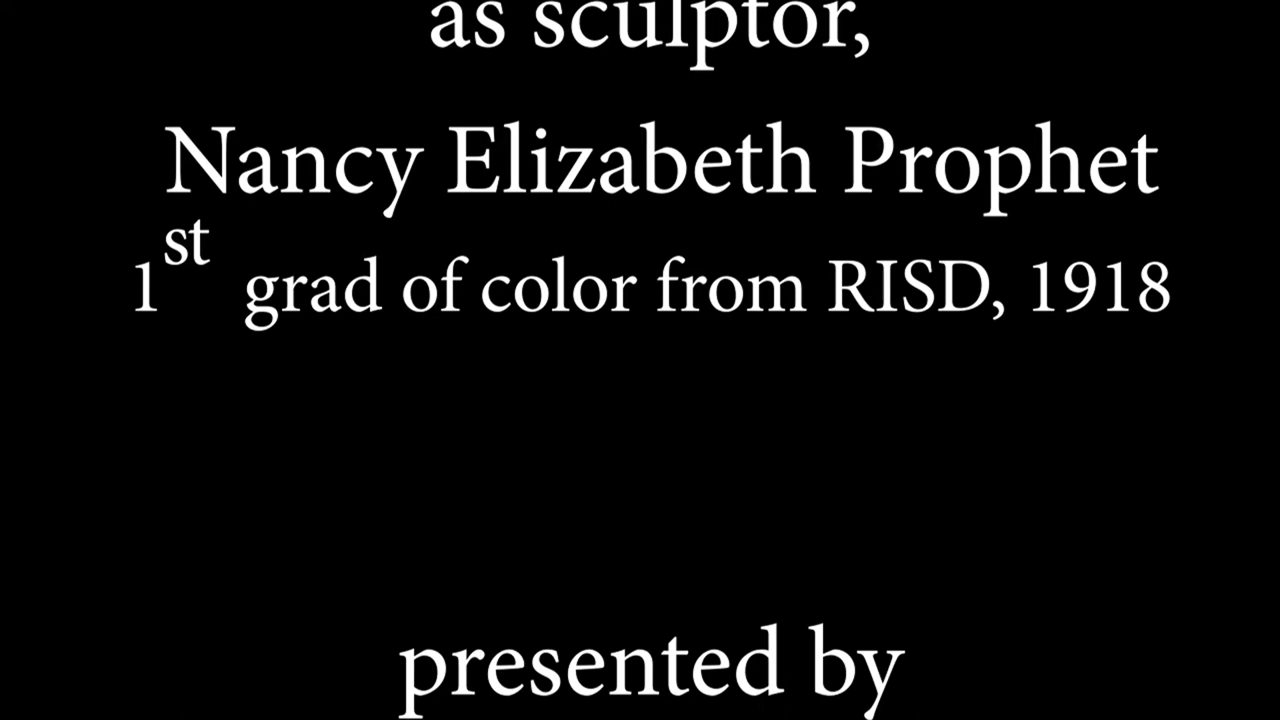 as sculptor,
Nancy Elizabeth Prophet
1st grad of color from RISD, 1918
presented by